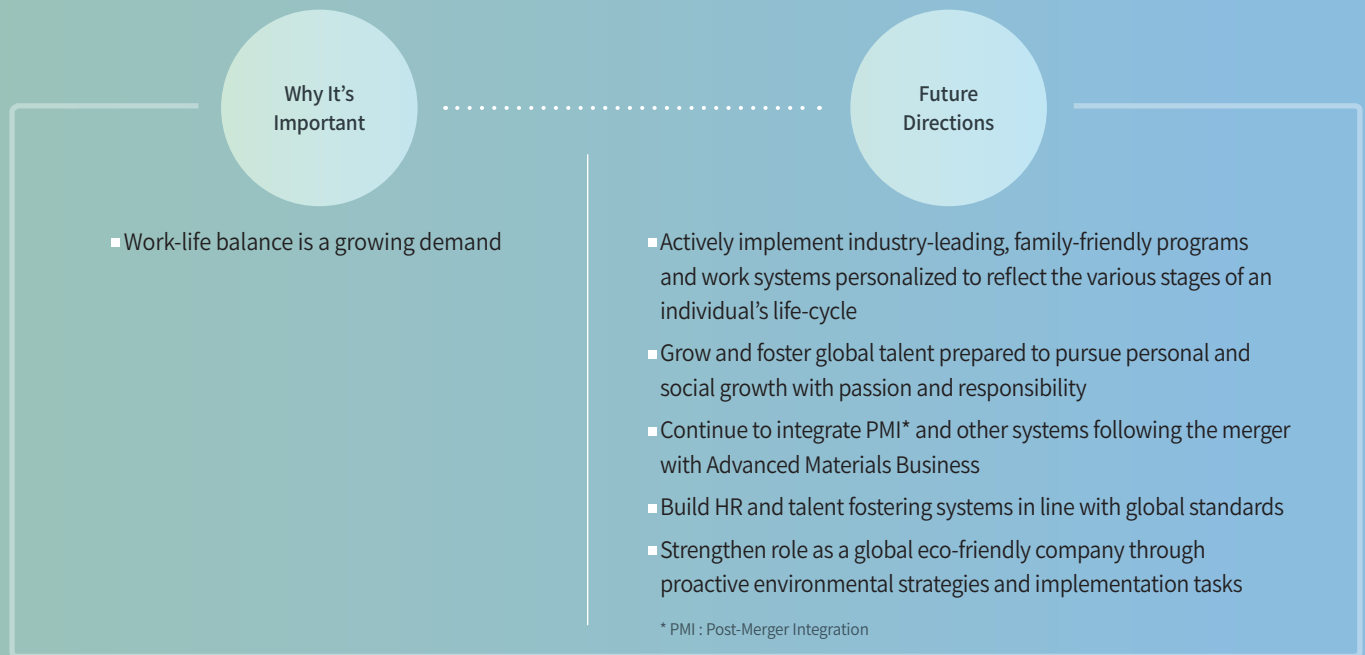 Why It's
Important
Future
Directions
Work-life balance is a growing demand
Actively implement industry-leading, family-friendly programs
and work systems personalized to reflect the various stages of an
individual's life-cycle
Grow and foster global talent prepared to pursue personal and
social growth with passion and responsibility
Continue to integrate PMI* and other systems following the merger
with Advanced Materials Business
Build HR and talent fostering systems in line with global standards
Strengthen role as a global eco-friendly company through
proactive environmental strategies and implementation tasks
* PMI : Post-Merger Integration